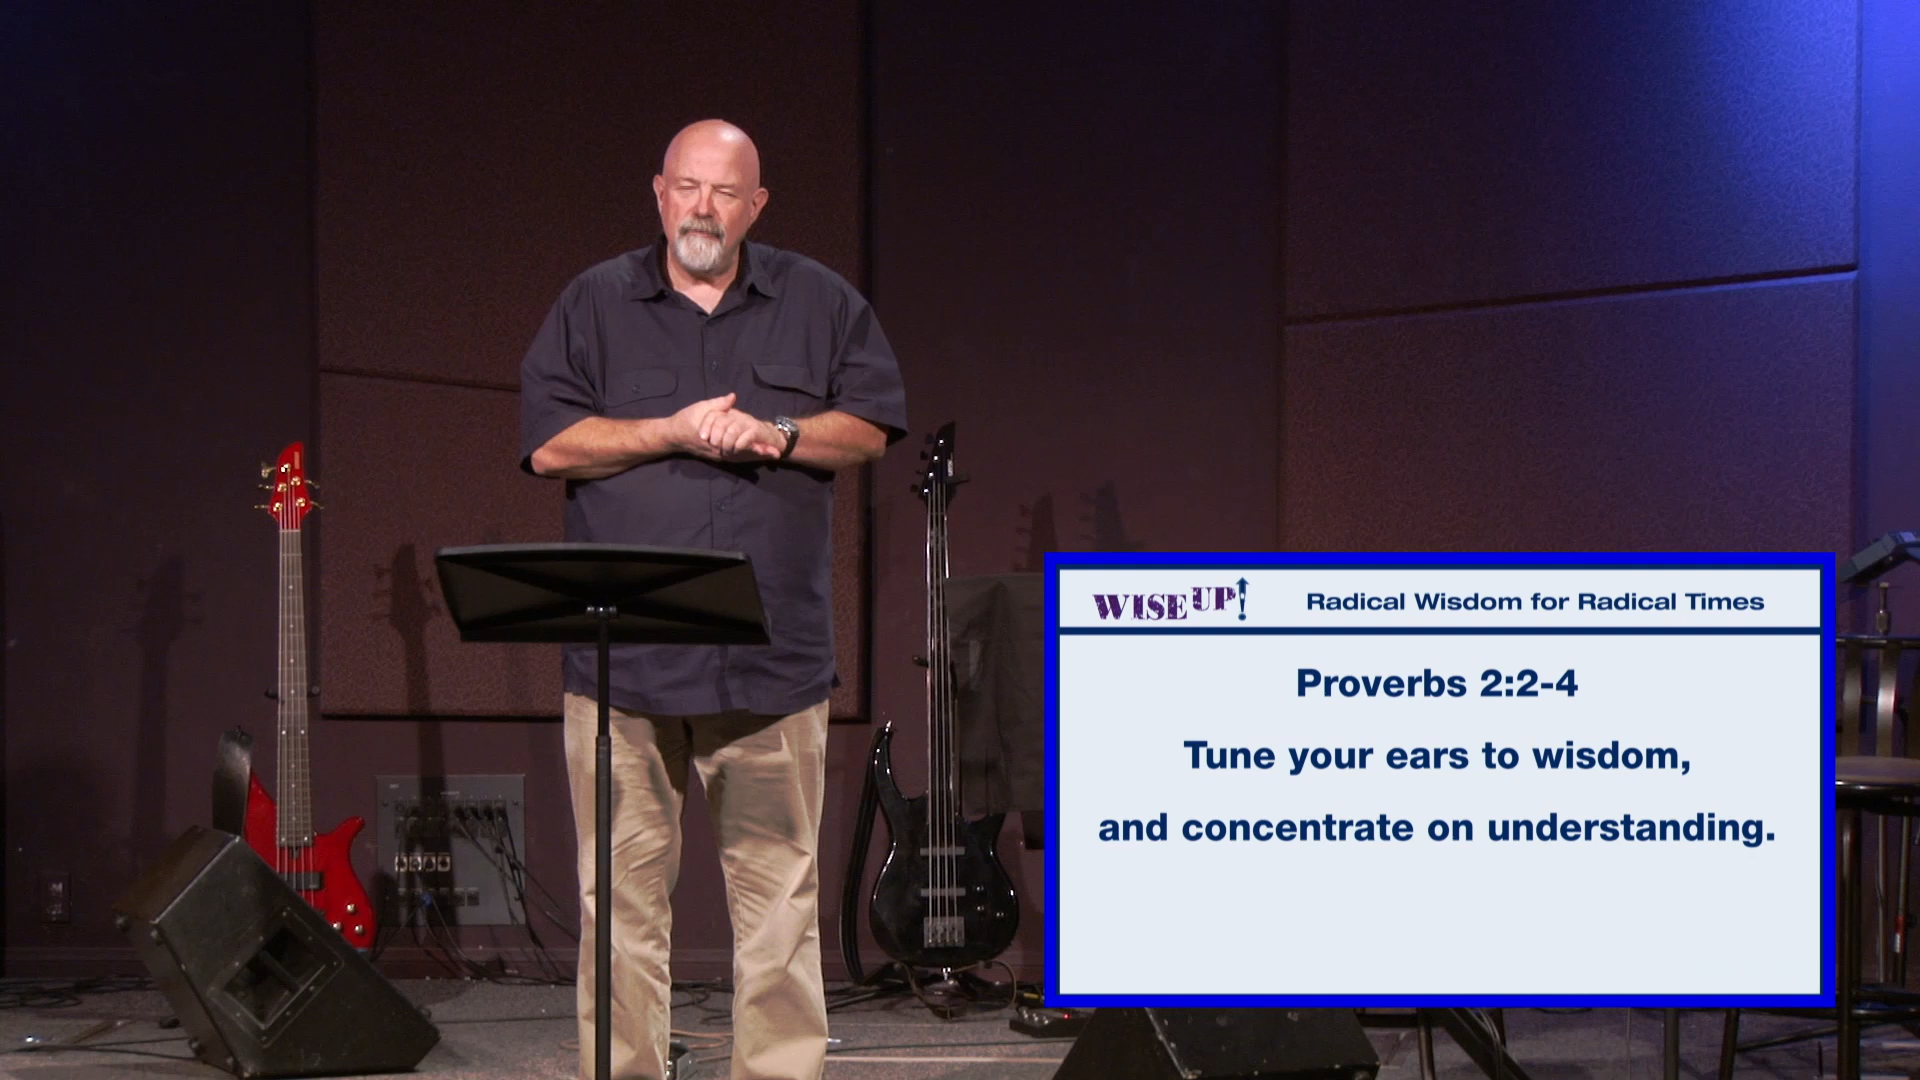 WISE UP!
Radical Wisdom for Radical Times
Proverbs 2:2-4
Tune your ears to wisdom,
and concentrate on understanding.